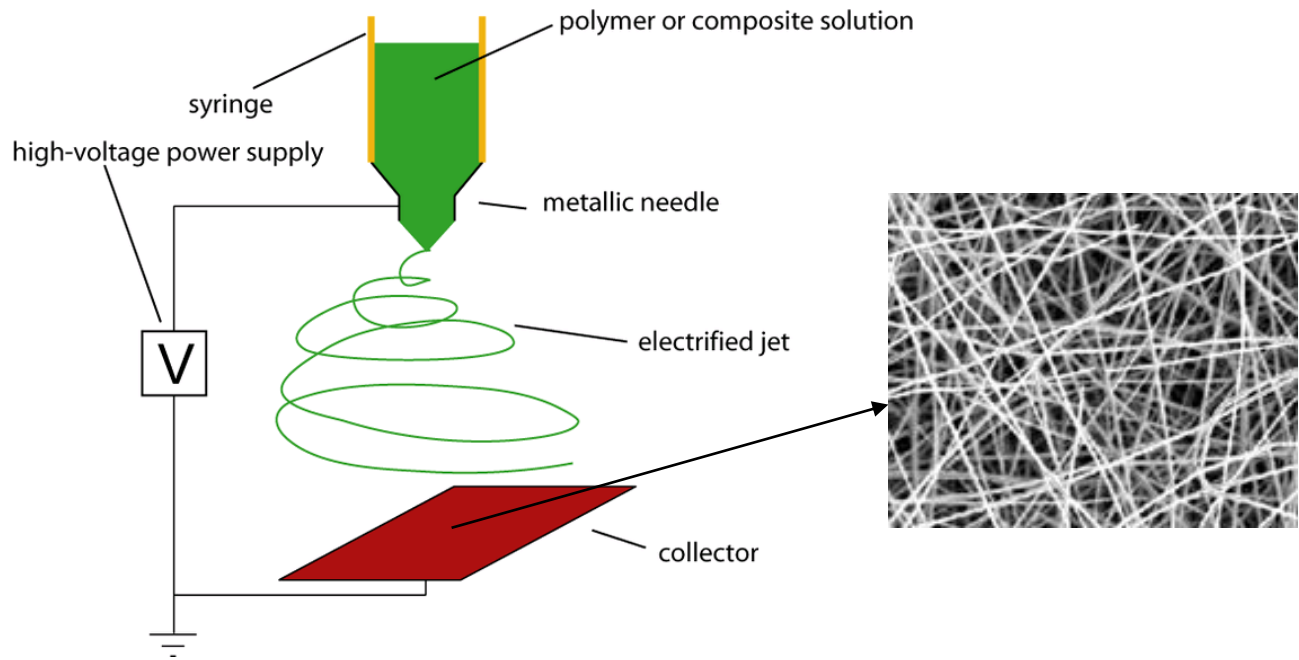 polymer or composite solution
syringe
high-voltage power supply
metallic needle
V
electrified jet
collector